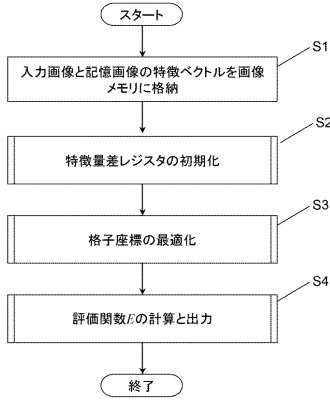 スタート
S1
入力画像と記憶画像の特徴ベクトルを画像
メモリに格納
S2
特徴量差レジスタの初期化
S3
格子座標の最適化
S4
評価関数Eの計算と出力
終了